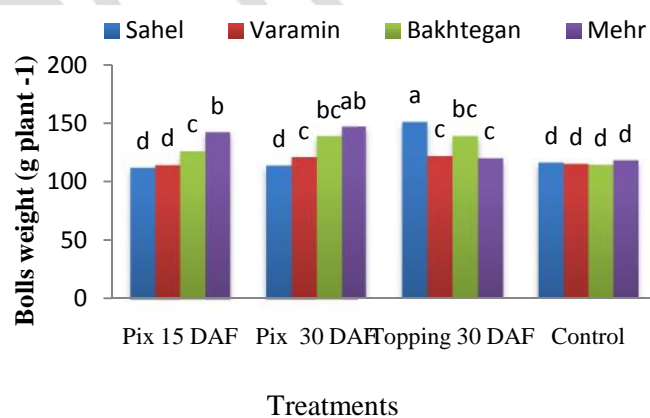 Sahel Varamin Bakhtegan Mehr
Bolls weight (g plant -1)
200
150
100
50
0
d d c b
d c bc ab
a c bc c
d d d d
Pix 15 DAF Pix 30 DAF Topping 30 DAF Control
Treatments